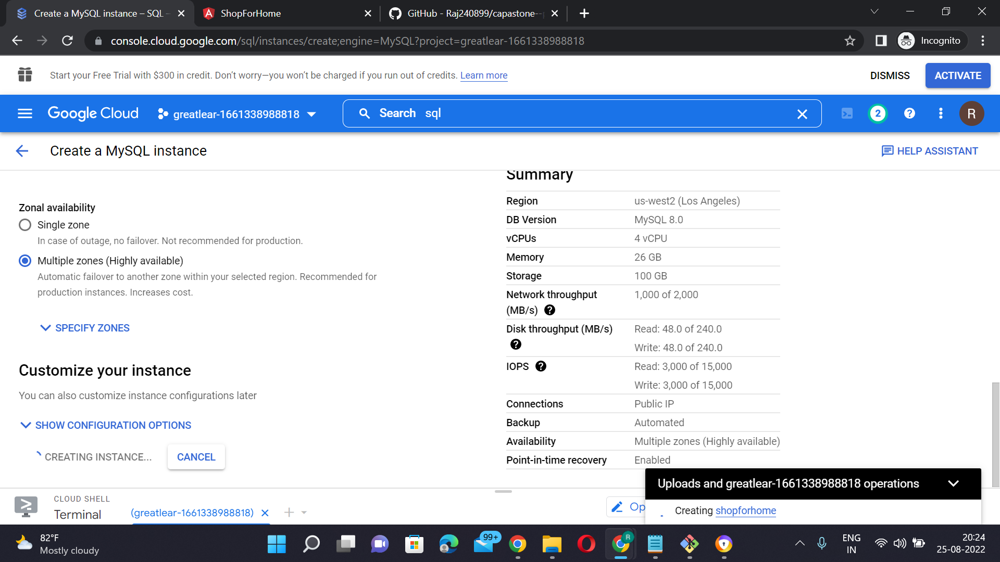 Create a MySQL instance – SQL –
ShopForHome
GitHub - Raj240899/capastone--
console.cloud.google.com/sql/instances/create;engine=MySQL?project=greatlear-1661338988818
Incognito
Start your Free Trial with $300 in credit. Don't worry—you won't be charged if you run out of credits. Learn more
DISMISS
ACTIVATE
Google Cloud
greatlear-1661338988818
Search sql
2
R
Create a MySQL instance
HELP ASSISTANT
Zonal availability
Single zone
In case of outage, no failover. Not recommended for production.
Multiple zones (Highly available)
Automatic failover to another zone within your selected region. Recommended for
production instances. Increases cost.
SPECIFY ZONES
Customize your instance
You can also customize instance configurations later
SHOW CONFIGURATION OPTIONS
CREATING INSTANCE...
CANCEL
Summary
Region us-west2 (Los Angeles)
DB Version MySQL 8.0
vCPUs 4 vCPU
Memory 26 GB
Storage 100 GB
Network throughput 1,000 of 2,000
(MB/s)
Disk throughput (MB/s) Read: 48.0 of 240.0
Write: 48.0 of 240.0
IOPS Read: 3,000 of 15,000
Write: 3,000 of 15,000
Connections Public IP
Backup Automated
Availability Multiple zones (Highly available)
Point-in-time recovery Enabled
Uploads and greatlear-1661338988818 operations
Creating shopforhome
CLOUD SHELL
Terminal
(greatlear-1661338988818)
Op
82°F
Mostly cloudy
99+
R
ENG
IN
20:24
25-08-2022